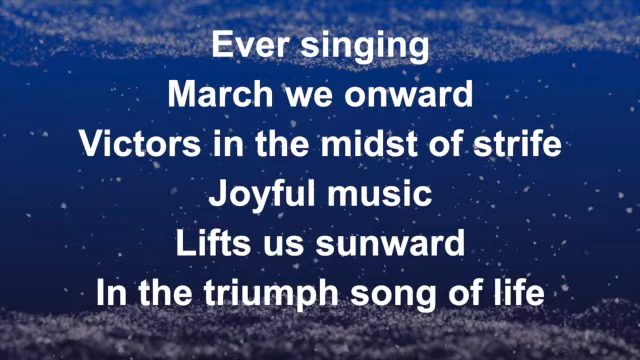 Ever singing
March we onward
Victors in the midst of strife
Joyful music
Lifts us sunward
In the triumph song of life